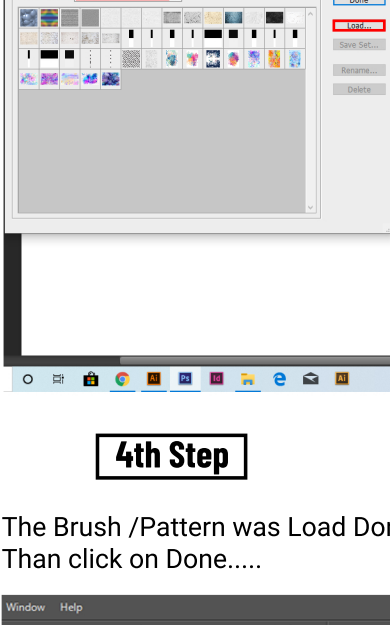 Done
Load...
Save Set...
Rename...
Delete
Ai
Ps
Id
Ai
4th Step
The Brush /Pattern was Load Don
Than click on Done.....
Window Help